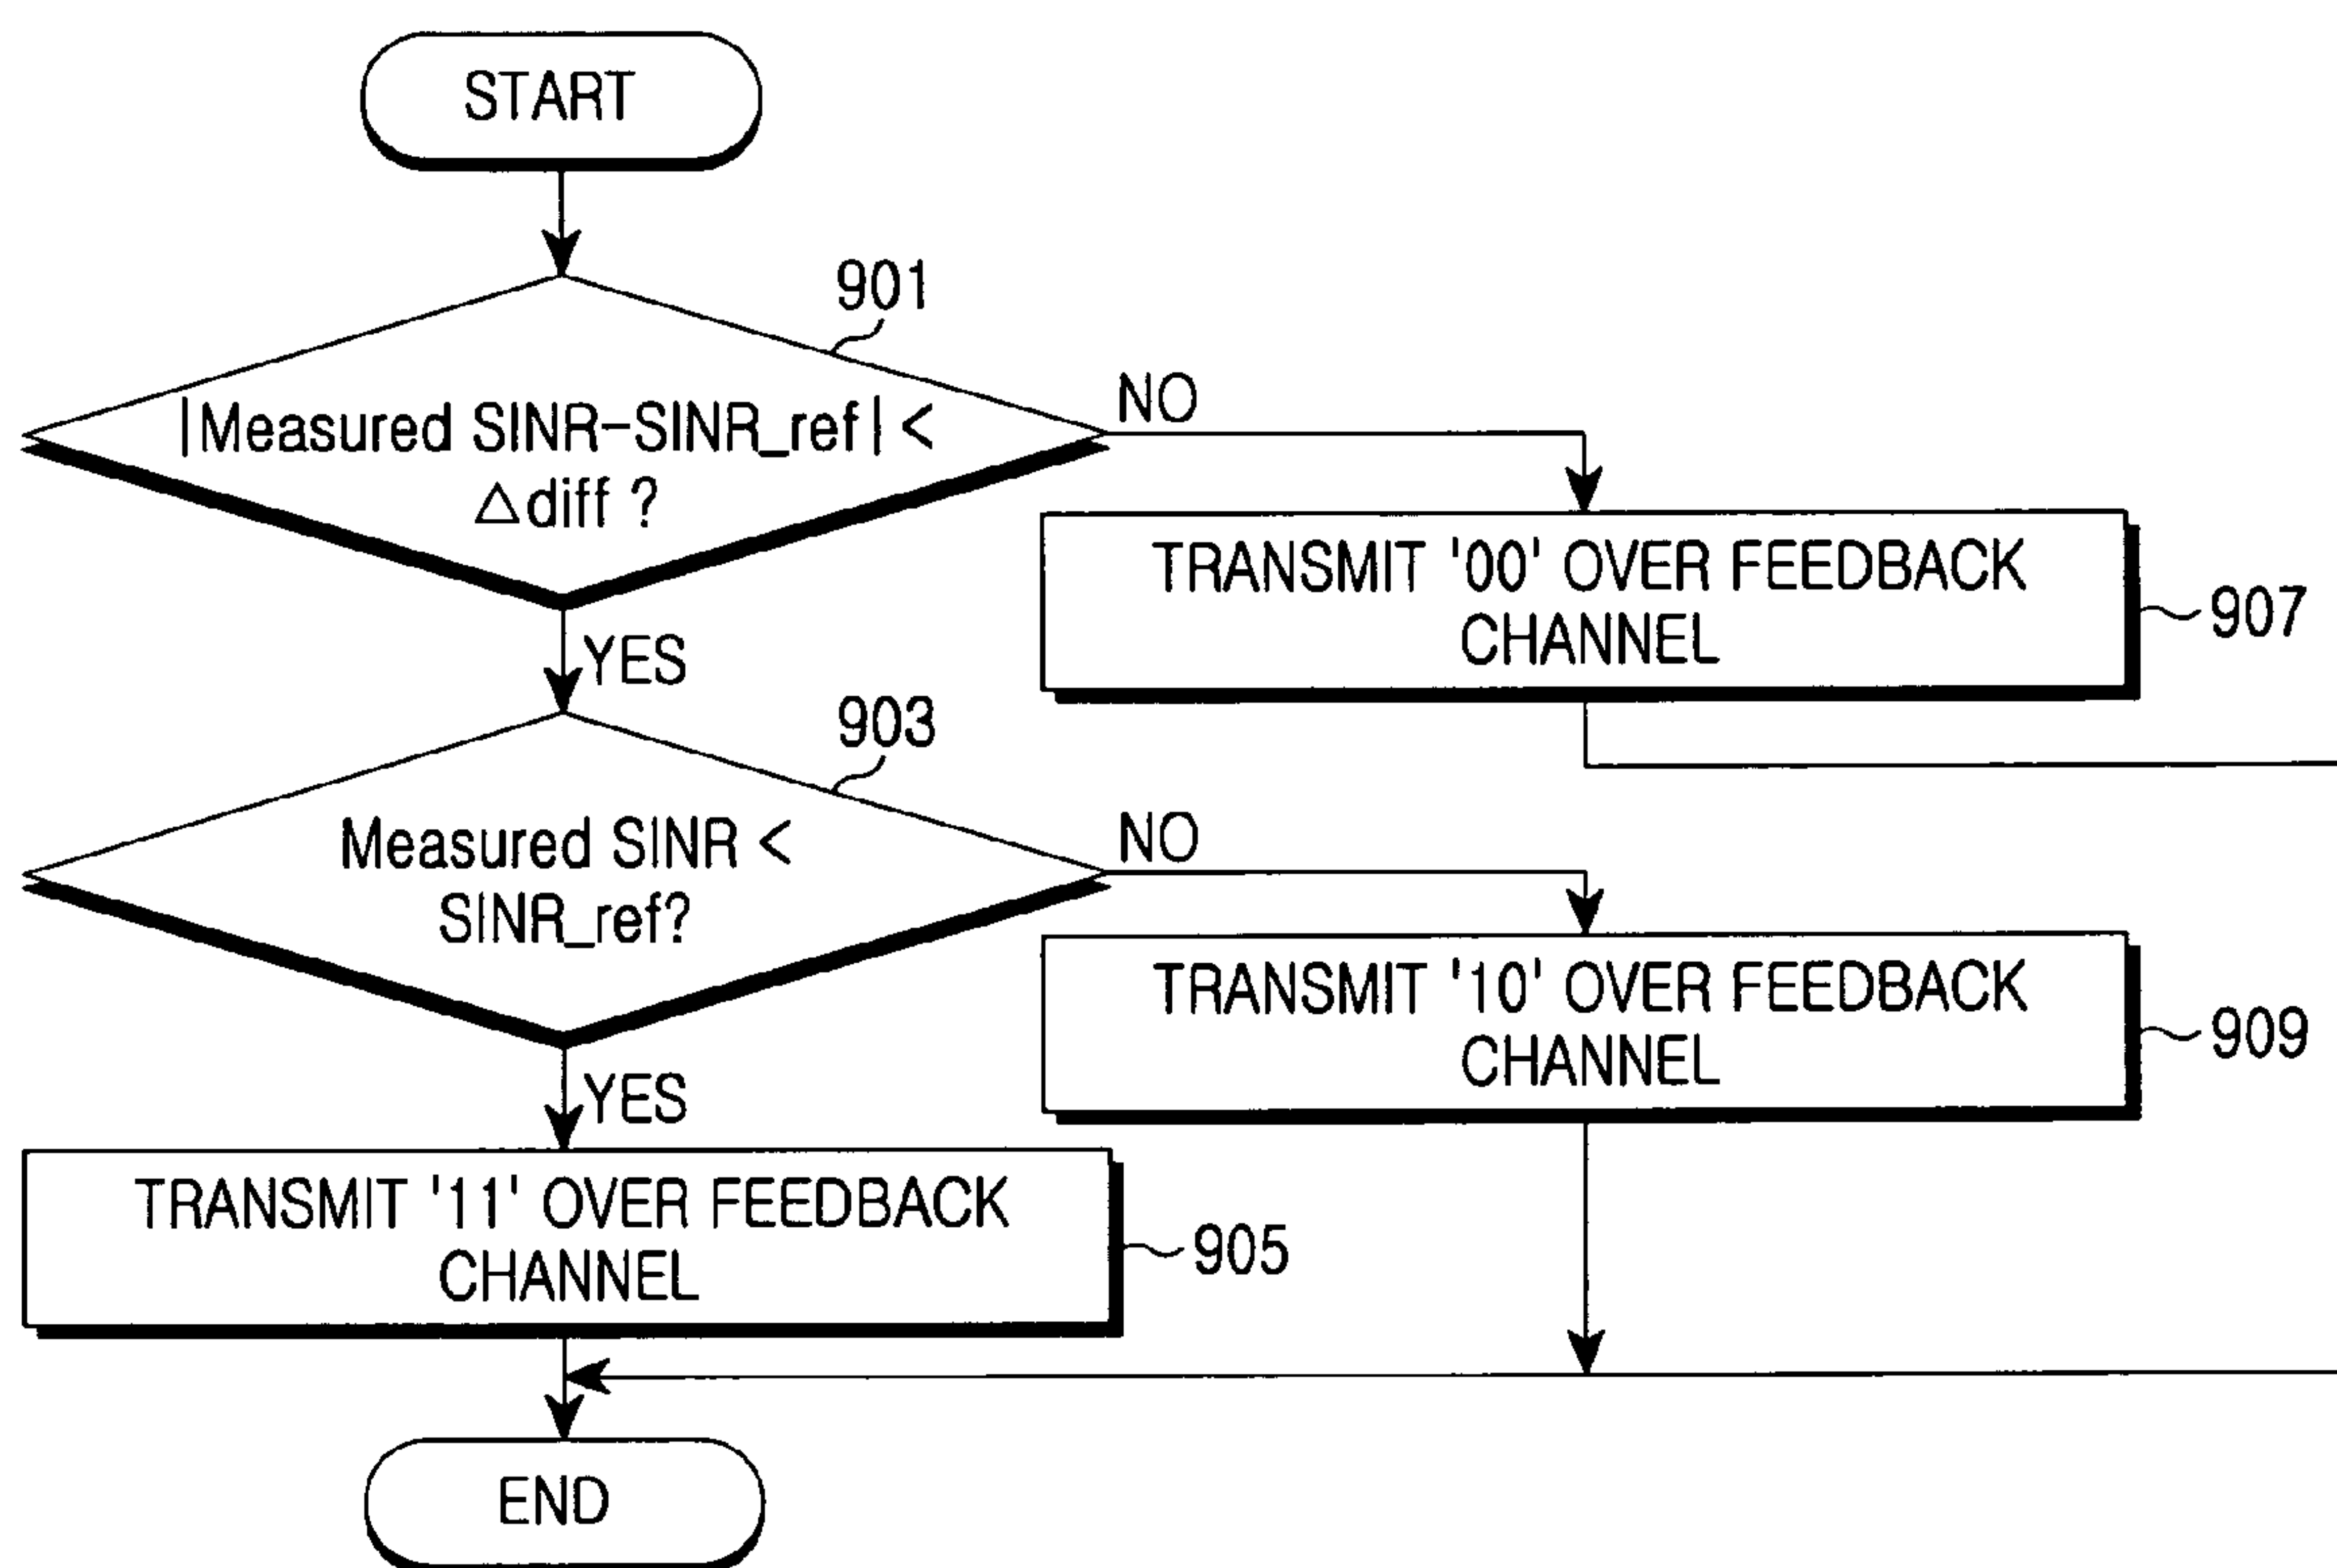 START
901
|Measured SINR-SINR_ref| <
△diff ?
NO
TRANSMIT '00' OVER FEEDBACK
CHANNEL
907
YES
903
Measured SINR <
SINR_ref?
NO
TRANSMIT '10' OVER FEEDBACK
CHANNEL
909
YES
TRANSMIT '11' OVER FEEDBACK
CHANNEL
905
END